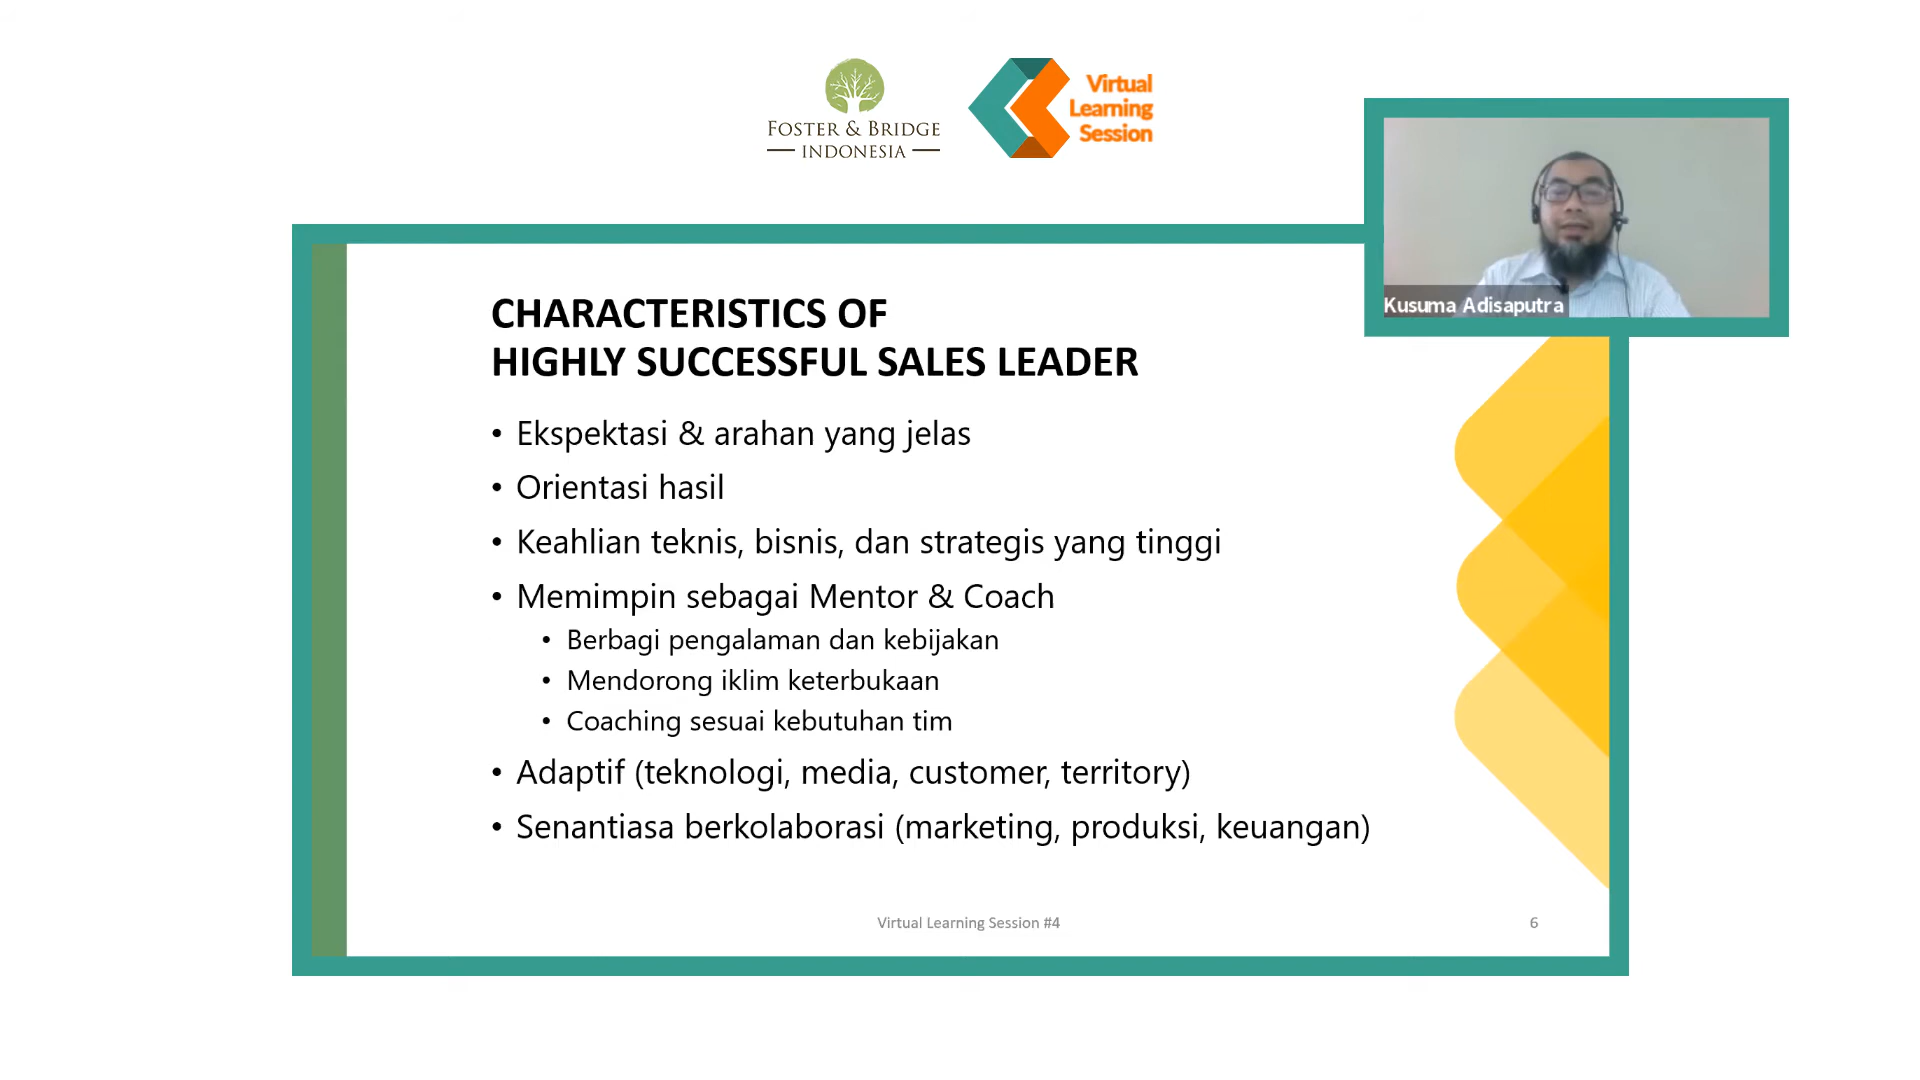 FOSTER & BRIDGE
INDONESIA
Virtual
Learning
Session
Kusuma Adisaputra
CHARACTERISTICS OF
HIGHLY SUCCESSFUL SALES LEADER
• Ekspektasi & arahan yang jelas
• Orientasi hasil
• Keahlian teknis, bisnis, dan strategis yang tinggi
• Memimpin sebagai Mentor & Coach
• Berbagi pengalaman dan kebijakan
• Mendorong iklim keterbukaan
• Coaching sesuai kebutuhan tim
• Adaptif (teknologi, media, customer, territory)
• Senantiasa berkolaborasi (marketing, produksi, keuangan)
Virtual Learning Session #4
6